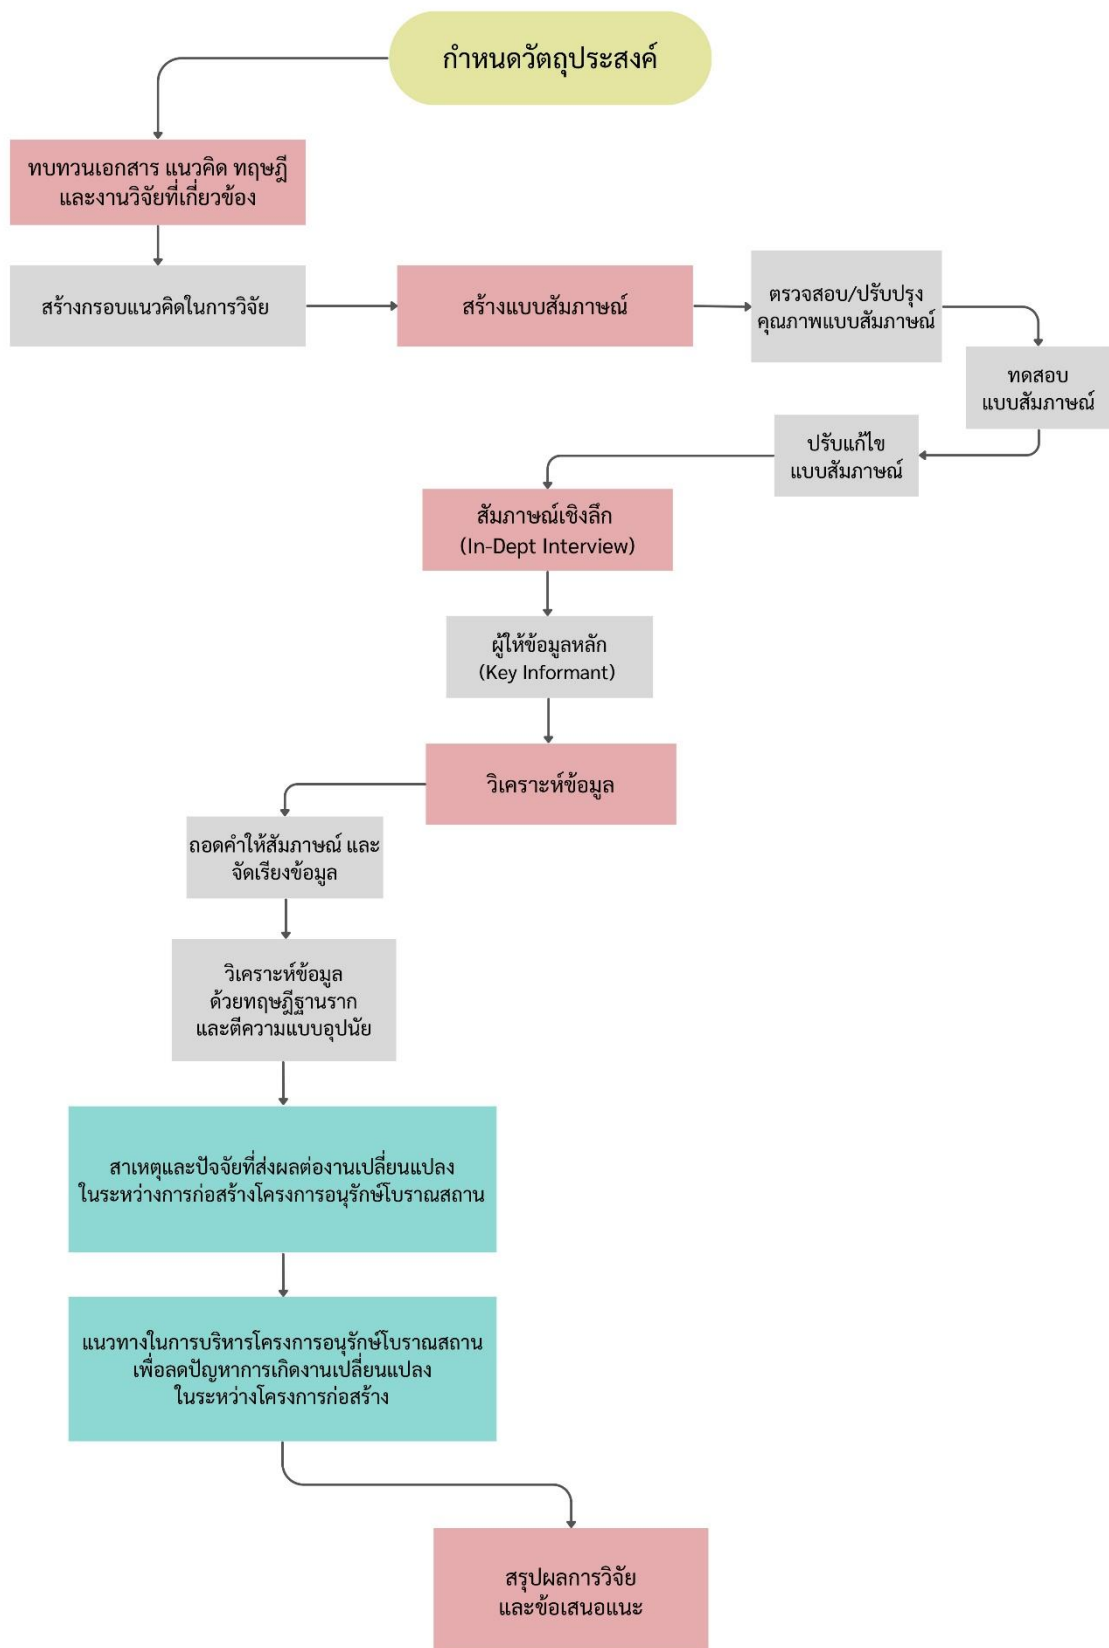 กำหนดวัตถุประสงค์
ทบทวนเอกสาร แนวคิด ทฤษฎี
และงานวิจัยที่เกี่ยวข้อง
สร้างกรอบแนวคิดในการวิจัย
สร้างแบบสัมภาษณ์
ตรวจสอบ/ปรับปรุง
คุณภาพแบบสัมภาษณ์
ทดสอบ
แบบสัมภาษณ์
ปรับแก้ไข
แบบสัมภาษณ์
สัมภาษณ์เชิงลึก
(In-Dept Interview)
ผู้ให้ข้อมูลหลัก
(Key Informant)
วิเคราะห์ข้อมูล
ถอดคำให้สัมภาษณ์ และ
จัดเรียงข้อมูล
วิเคราะห์ข้อมูล
ด้วยทฤษฎีฐานราก
และตีความแบบอุปนัย
สาเหตุและปัจจัยที่ส่งผลต่องานเปลี่ยนแปลง
ในระหว่างการก่อสร้างโครงการอนุรักษ์โบราณสถาน
แนวทางในการบริหารโครงการอนุรักษ์โบราณสถาน
เพื่อลดปัญหาการเกิดงานเปลี่ยนแปลง
ในระหว่างโครงการก่อสร้าง
สรุปผลการวิจัย
และข้อเสนอแนะ